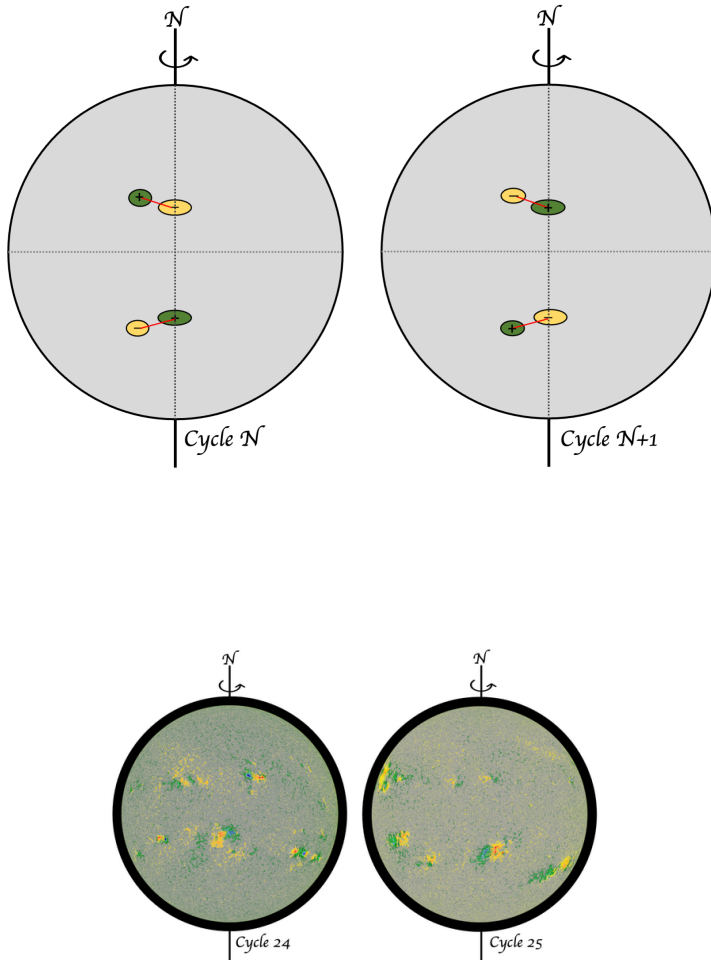 N N
+ − − +
− + + −
Cycle N Cycle N+1
N N
Cycle 24 Cycle 25